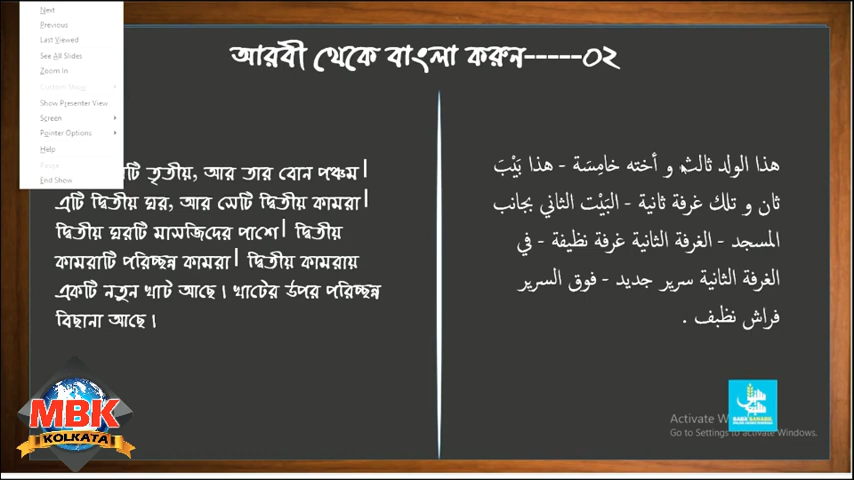 Next
Previous
Last Viewed
See All Slides
Zoom In
Custom Show
Show Presenter View
Screen
Pointer Options
Help
Pause
End Show
আরবী থেকে বাংলা করুন-----০২
টি তৃতীয়, আর তার বোন পঞ্চম|
এটি দ্বিতীয় ঘর, আর সেটি দ্বিতীয় কামরা|
দ্বিতীয় ঘরটি মাসজিদের পাশে| দ্বিতীয়
কামরাটি পরিচ্ছন্ন কামরা| দ্বিতীয় কামরায়
একটি নতুন খাট আছে। খাটের উপর পরিচ্ছন্ন
বিছানা আছে।
هذا الولد ثالث و أخته خامِسَة - هذا بَيْبَ
ثان و تلك غرفة ثانية - البَيْت الثاني بجانب
المسجد - الغرفة الثانية غرفة نظيفة - في
الغرفة الثانية سرير جديد - فوق السرير
فراش نظبف .
MBK
KOLKATA
Activate W
Go to Settings to activate Windows.